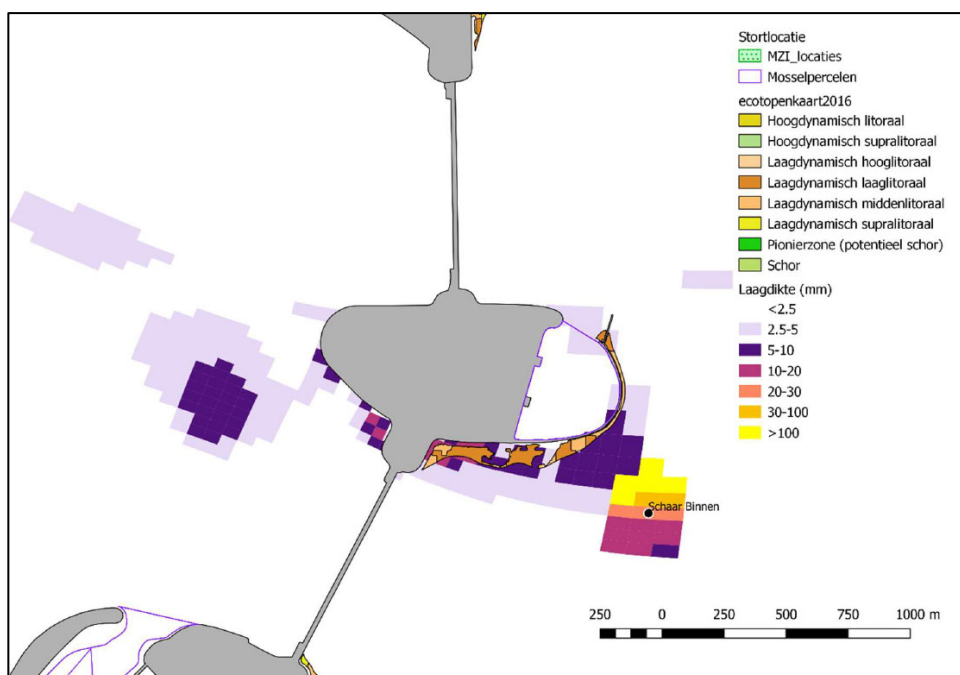 Stortlocatie
MZI_locaties
Mosselpercelen
ecotopenkaart2016
Hoogdynamisch litoraal
Hoogdynamisch supralitoraal
Laagdynamisch hooglitoraal
Laagdynamisch laaglitoraal
Laagdynamisch middenlitoraal
Laagdynamisch supralitoraal
Pionierzone (potentieel schor)
Schor
Laagdikte (mm)
<2.5
2.5-5
5-10
10-20
20-30
30-100
>100
Schaar Binnen
250 0 250 500 750 1000 m